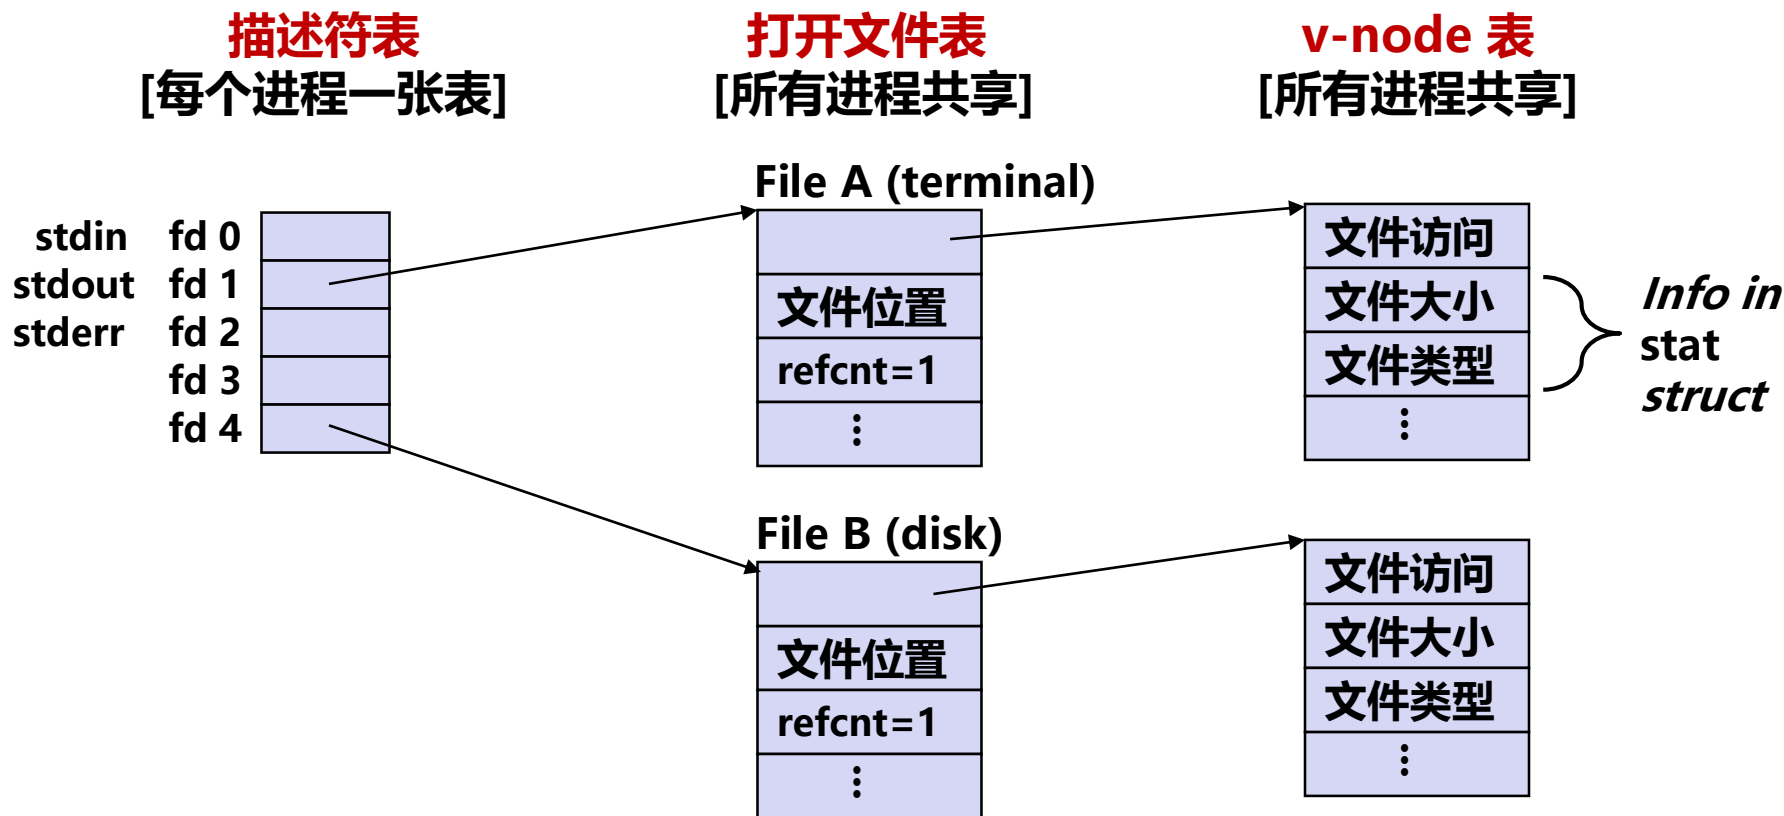 描述符表
[每个进程一张表]
打开文件表
[所有进程共享]
v-node 表
[所有进程共享]
stdin fd 0
stdout fd 1
stderr fd 2
fd 3
fd 4
File A (terminal)
文件位置
refcnt=1
⋮
File B (disk)
文件位置
refcnt=1
⋮
文件访问
文件大小
文件类型
⋮
Info in
stat
struct
文件访问
文件大小
文件类型
⋮